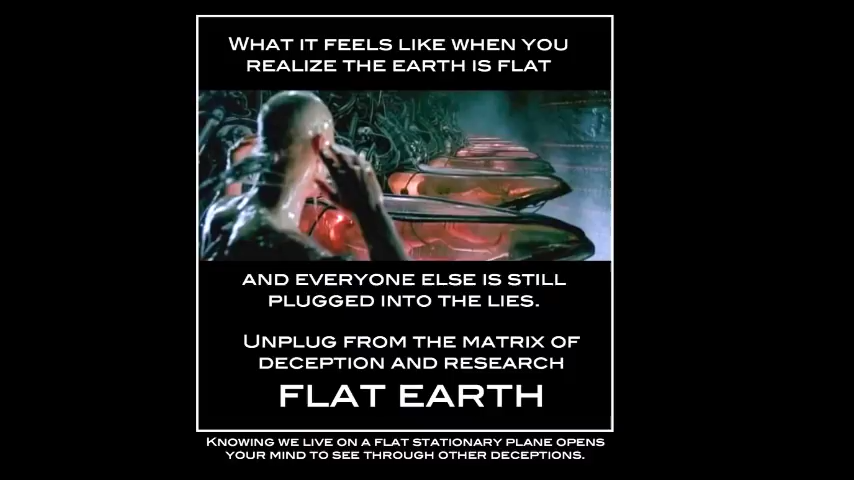 What it feels like when you
realize the earth is flat
and everyone else is still
plugged into the lies.
Unplug from the matrix of
deception and research
FLAT EARTH
Knowing we live on a flat stationary plane opens
your mind to see through other deceptions.